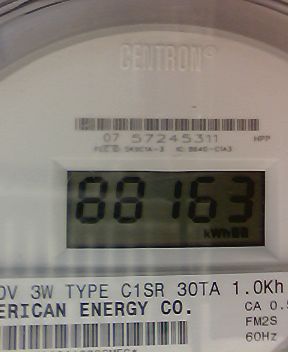 CENTRON®
07 57245311 HPP
88163
kWh
0V 3W TYPE C1SR 30TA 1.0Kh
ERICAN ENERGY CO.
CA 0.5
FM2S
60Hz